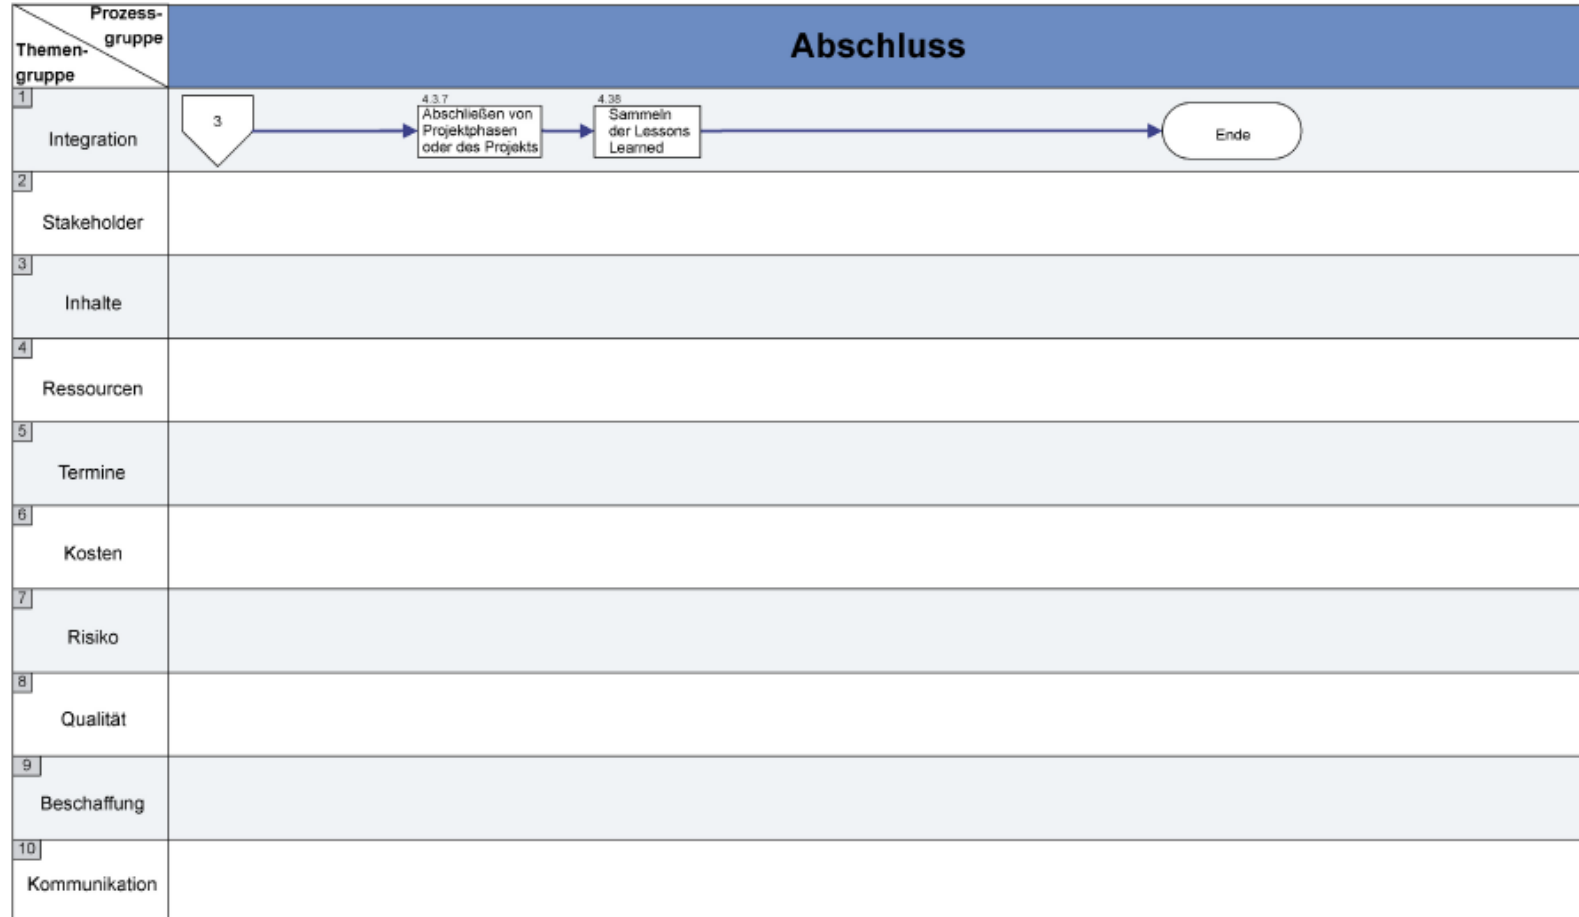 Prozess-
gruppe
Themen-
gruppe
Abschluss
1
Integration
3
4.3.7
Abschließen von
Projektphasen
oder des Projekts
4.38
Sammeln
der Lessons
Learned
Ende
2
Stakeholder
3
Inhalte
4
Ressourcen
5
Termine
6
Kosten
7
Risiko
8
Qualität
9
Beschaffung
10
Kommunikation